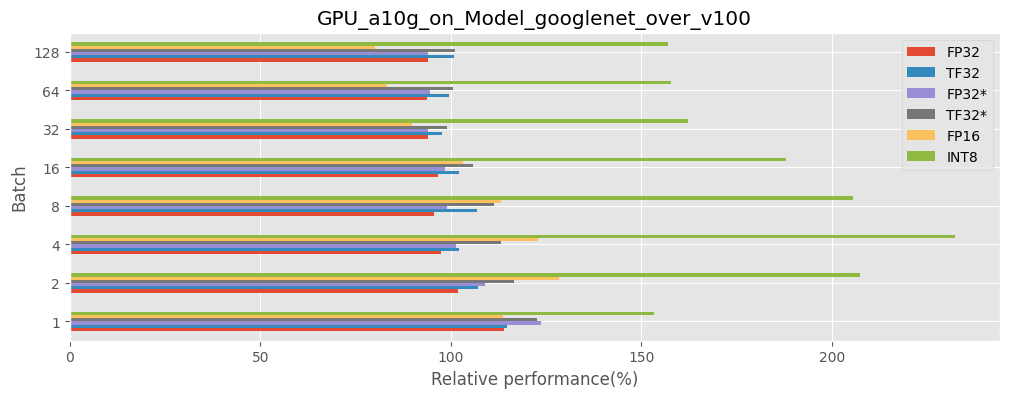 GPU_a10g_on_Model_googlenet_over_v100
128
64
32
16
8
4
2
1
Batch
0 50 100 150 200
Relative performance(%)
FP32
TF32
FP32*
TF32*
FP16
INT8